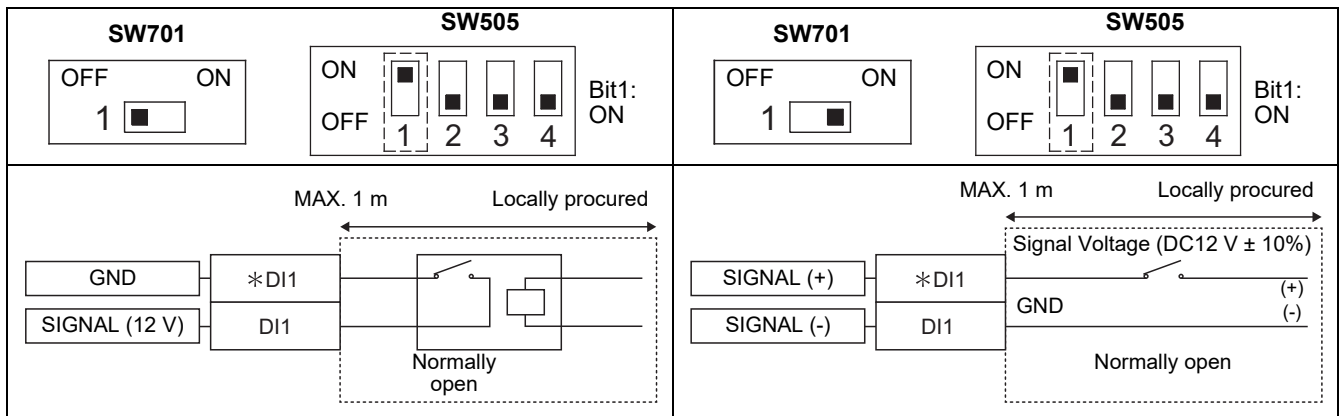 SW701
SW505
OFF ON
1
ON
OFF
1 2 3 4
Bit1:
ON
SW701
SW505
OFF ON
1
ON
OFF
1 2 3 4
Bit1:
ON
MAX. 1 m Locally procured
GND
*DI1
SIGNAL (12 V)
DI1
Normally
open
MAX. 1 m Locally procured
Signal Voltage (DC12 V ± 10%)
SIGNAL (+)
*DI1
(+)
GND
(-)
SIGNAL (-)
DI1
Normally open